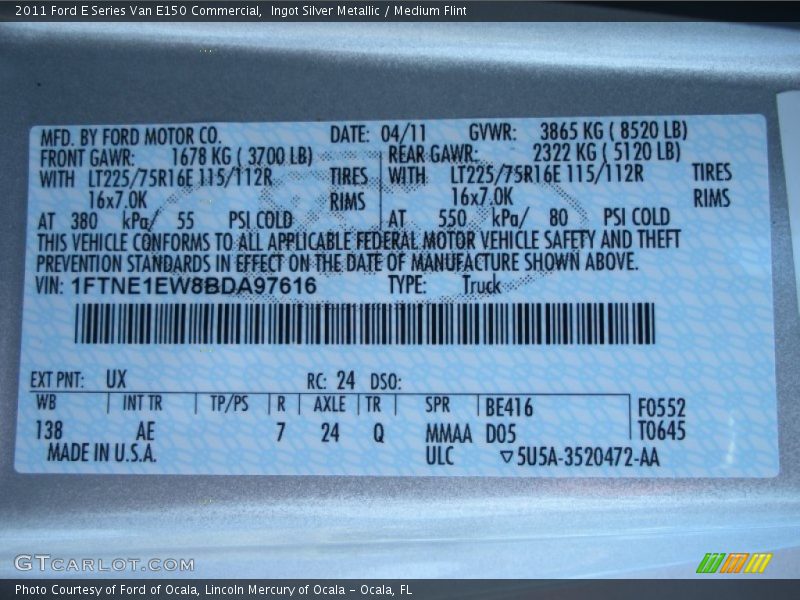 2011 Ford E Series Van E150 Commercial,  Ingot Silver Metallic / Medium Flint
MFD. BY FORD MOTOR CO. DATE: 04/11 GVWR: 3865 KG ( 8520 LB)
FRONT GAWR: 1678 KG ( 3700 LB) REAR GAWR: 2322 KG ( 5120 LB)
WITH LT225/75R16E 115/112R TIRES WITH LT225/75R16E 115/112R TIRES
16x7.0K RIMS 16x7.0K RIMS
AT 380 kPa/ 55 PSI COLD AT 550 kPa/ 80 PSI COLD
THIS VEHICLE CONFORMS TO ALL APPLICABLE FEDERAL MOTOR VEHICLE SAFETY AND THEFT
PREVENTION STANDARDS IN EFFECT ON THE DATE OF MANUFACTURE SHOWN ABOVE.
VIN: 1FTNE1EW8BDA97616 TYPE: Truck
EXT PNT: UX RC: 24 DSO:
WB INT TR TP/PS R AXLE TR SPR BE416 F0552
138 AE 7 24 Q MMAA D05 T0645
MADE IN U.S.A. ULC ▽5U5A-3520472-AA
GTCarLot.com
Photo Courtesy of Ford of Ocala, Lincoln Mercury of Ocala – Ocala, FL